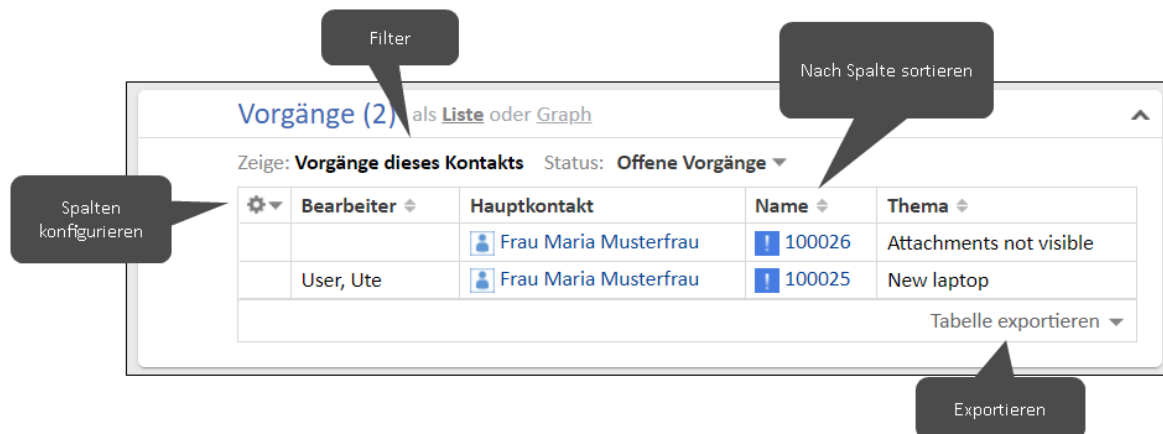 Filter
Nach Spalte sortieren
Vorgänge (2) als Liste oder Graph
Zeige: Vorgänge dieses Kontakts Status: Offene Vorgänge
Spalten
konfigurieren
Bearbeiter Hauptkontakt Name Thema
Frau Maria Musterfrau 100026 Attachments not visible
User, Ute Frau Maria Musterfrau 100025 New laptop
Tabelle exportieren
Exportieren